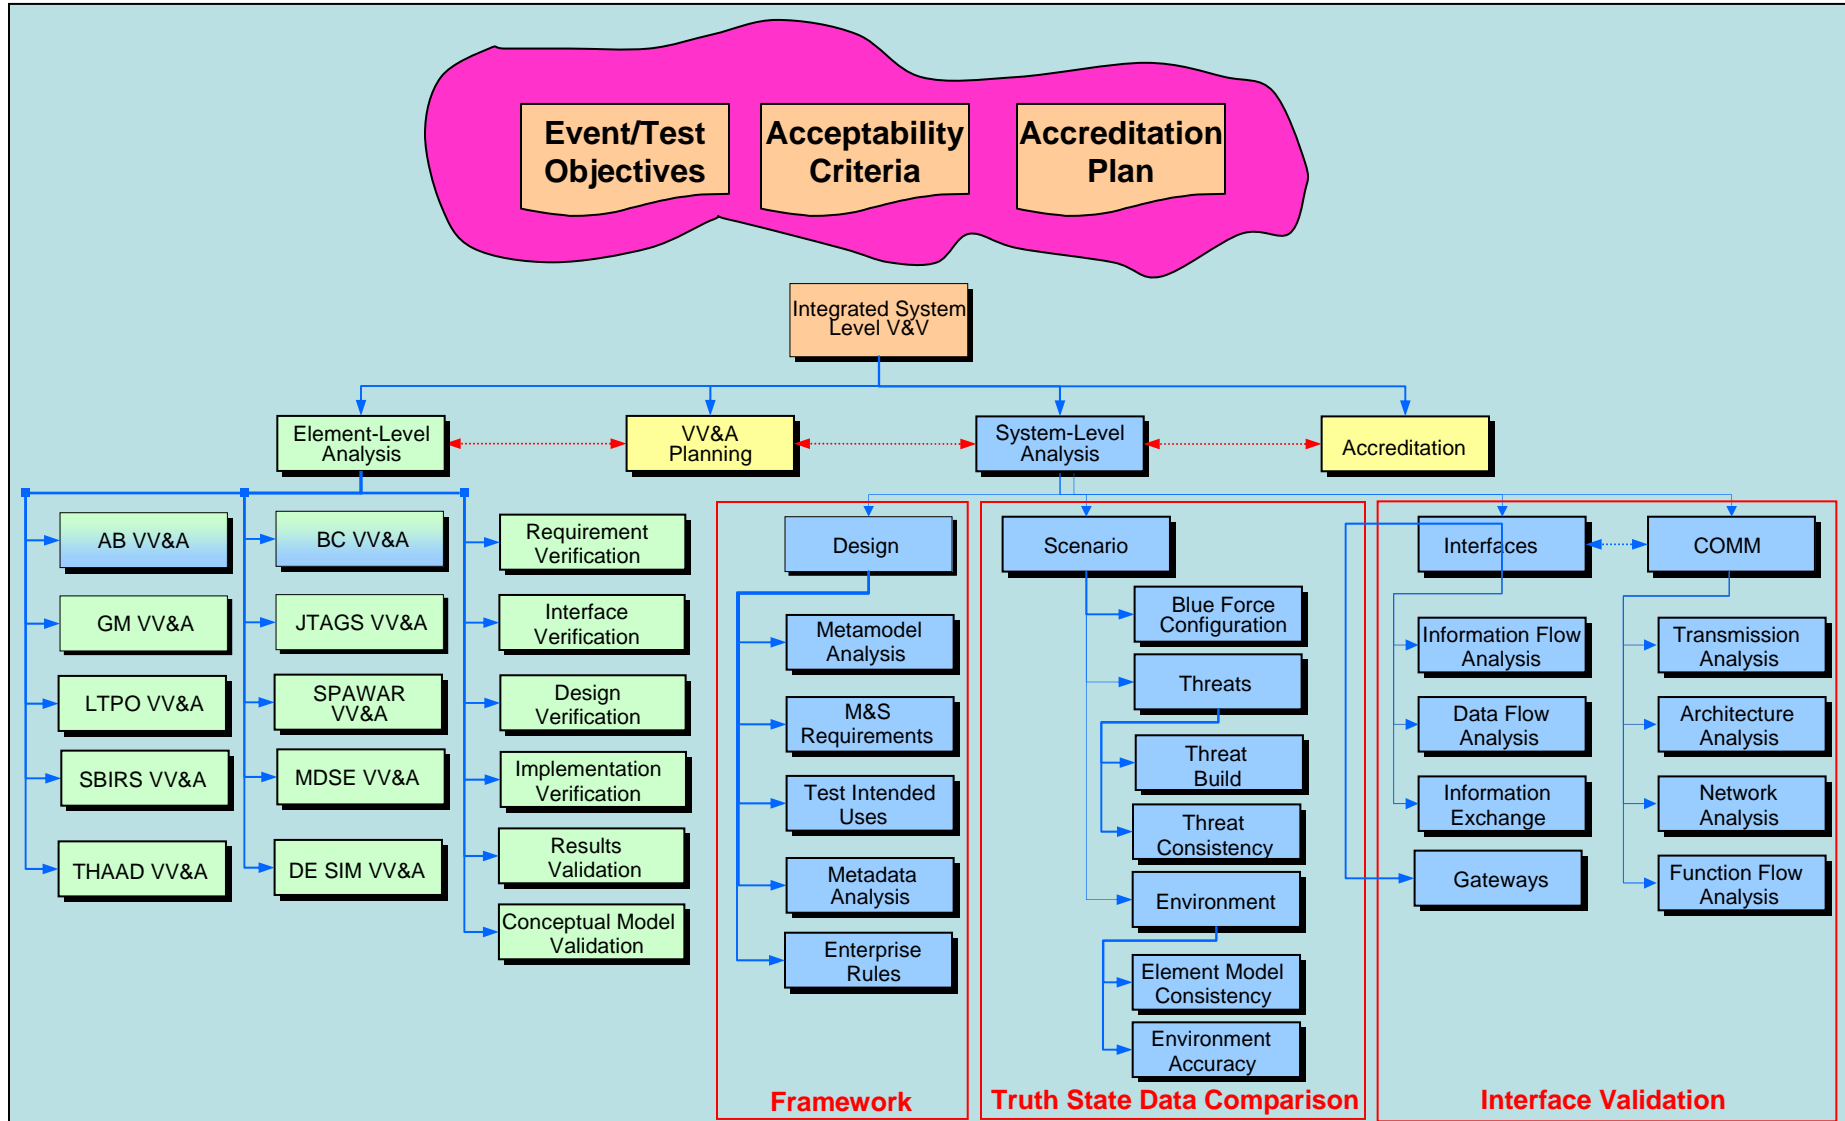 Event/Test
Objectives
Acceptability
Criteria
Accreditation
Plan
Integrated System
Level V&V
Element-Level
Analysis
VV&A
Planning
System-Level
Analysis
Accreditation
AB VV&A
GM VV&A
LTPO VV&A
SBIRS VV&A
THAAD VV&A
BC VV&A
JTAGS VV&A
SPAWAR
VV&A
MDSE VV&A
DE SIM VV&A
Requirement
Verification
Interface
Verification
Design
Verification
Implementation
Verification
Results
Validation
Conceptual Model
Validation
Design
Metamodel
Analysis
M&S
Requirements
Test Intended
Uses
Metadata
Analysis
Enterprise
Rules
Framework
Scenario
Blue Force
Configuration
Threats
Threat
Build
Threat
Consistency
Environment
Element Model
Consistency
Environment
Accuracy
Truth State Data Comparison
Interfaces
Information Flow
Analysis
Data Flow
Analysis
Information
Exchange
Gateways
COMM
Transmission
Analysis
Architecture
Analysis
Network
Analysis
Function Flow
Analysis
Interface Validation